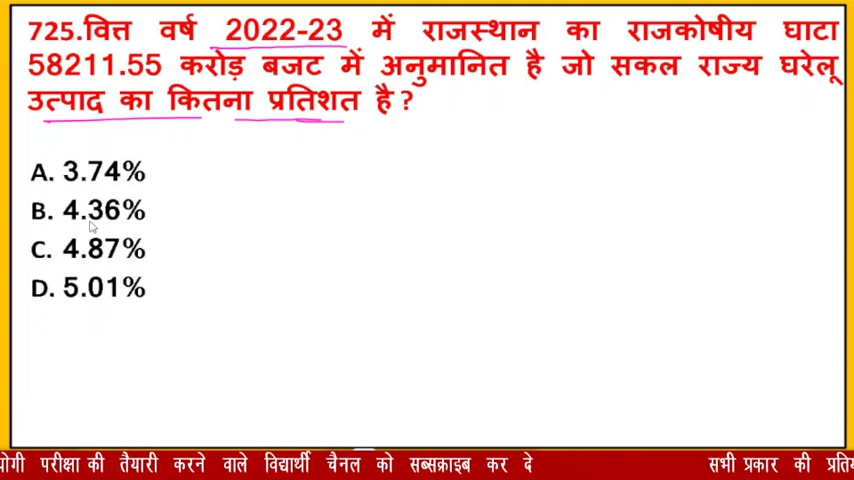 725.वित्त वर्ष 2022-23 में राजस्थान का राजकोषीय घाटा
58211.55 करोड़ बजट में अनुमानित है जो सकल राज्य घरेलू
उत्पाद का कितना प्रतिशत है ?
A. 3.74%
B. 4.36%
C. 4.87%
D. 5.01%
योगी परीक्षा की तैयारी करने वाले विद्यार्थी चैनल को सब्सक्राइब कर दे सभी प्रकार की प्रतिय